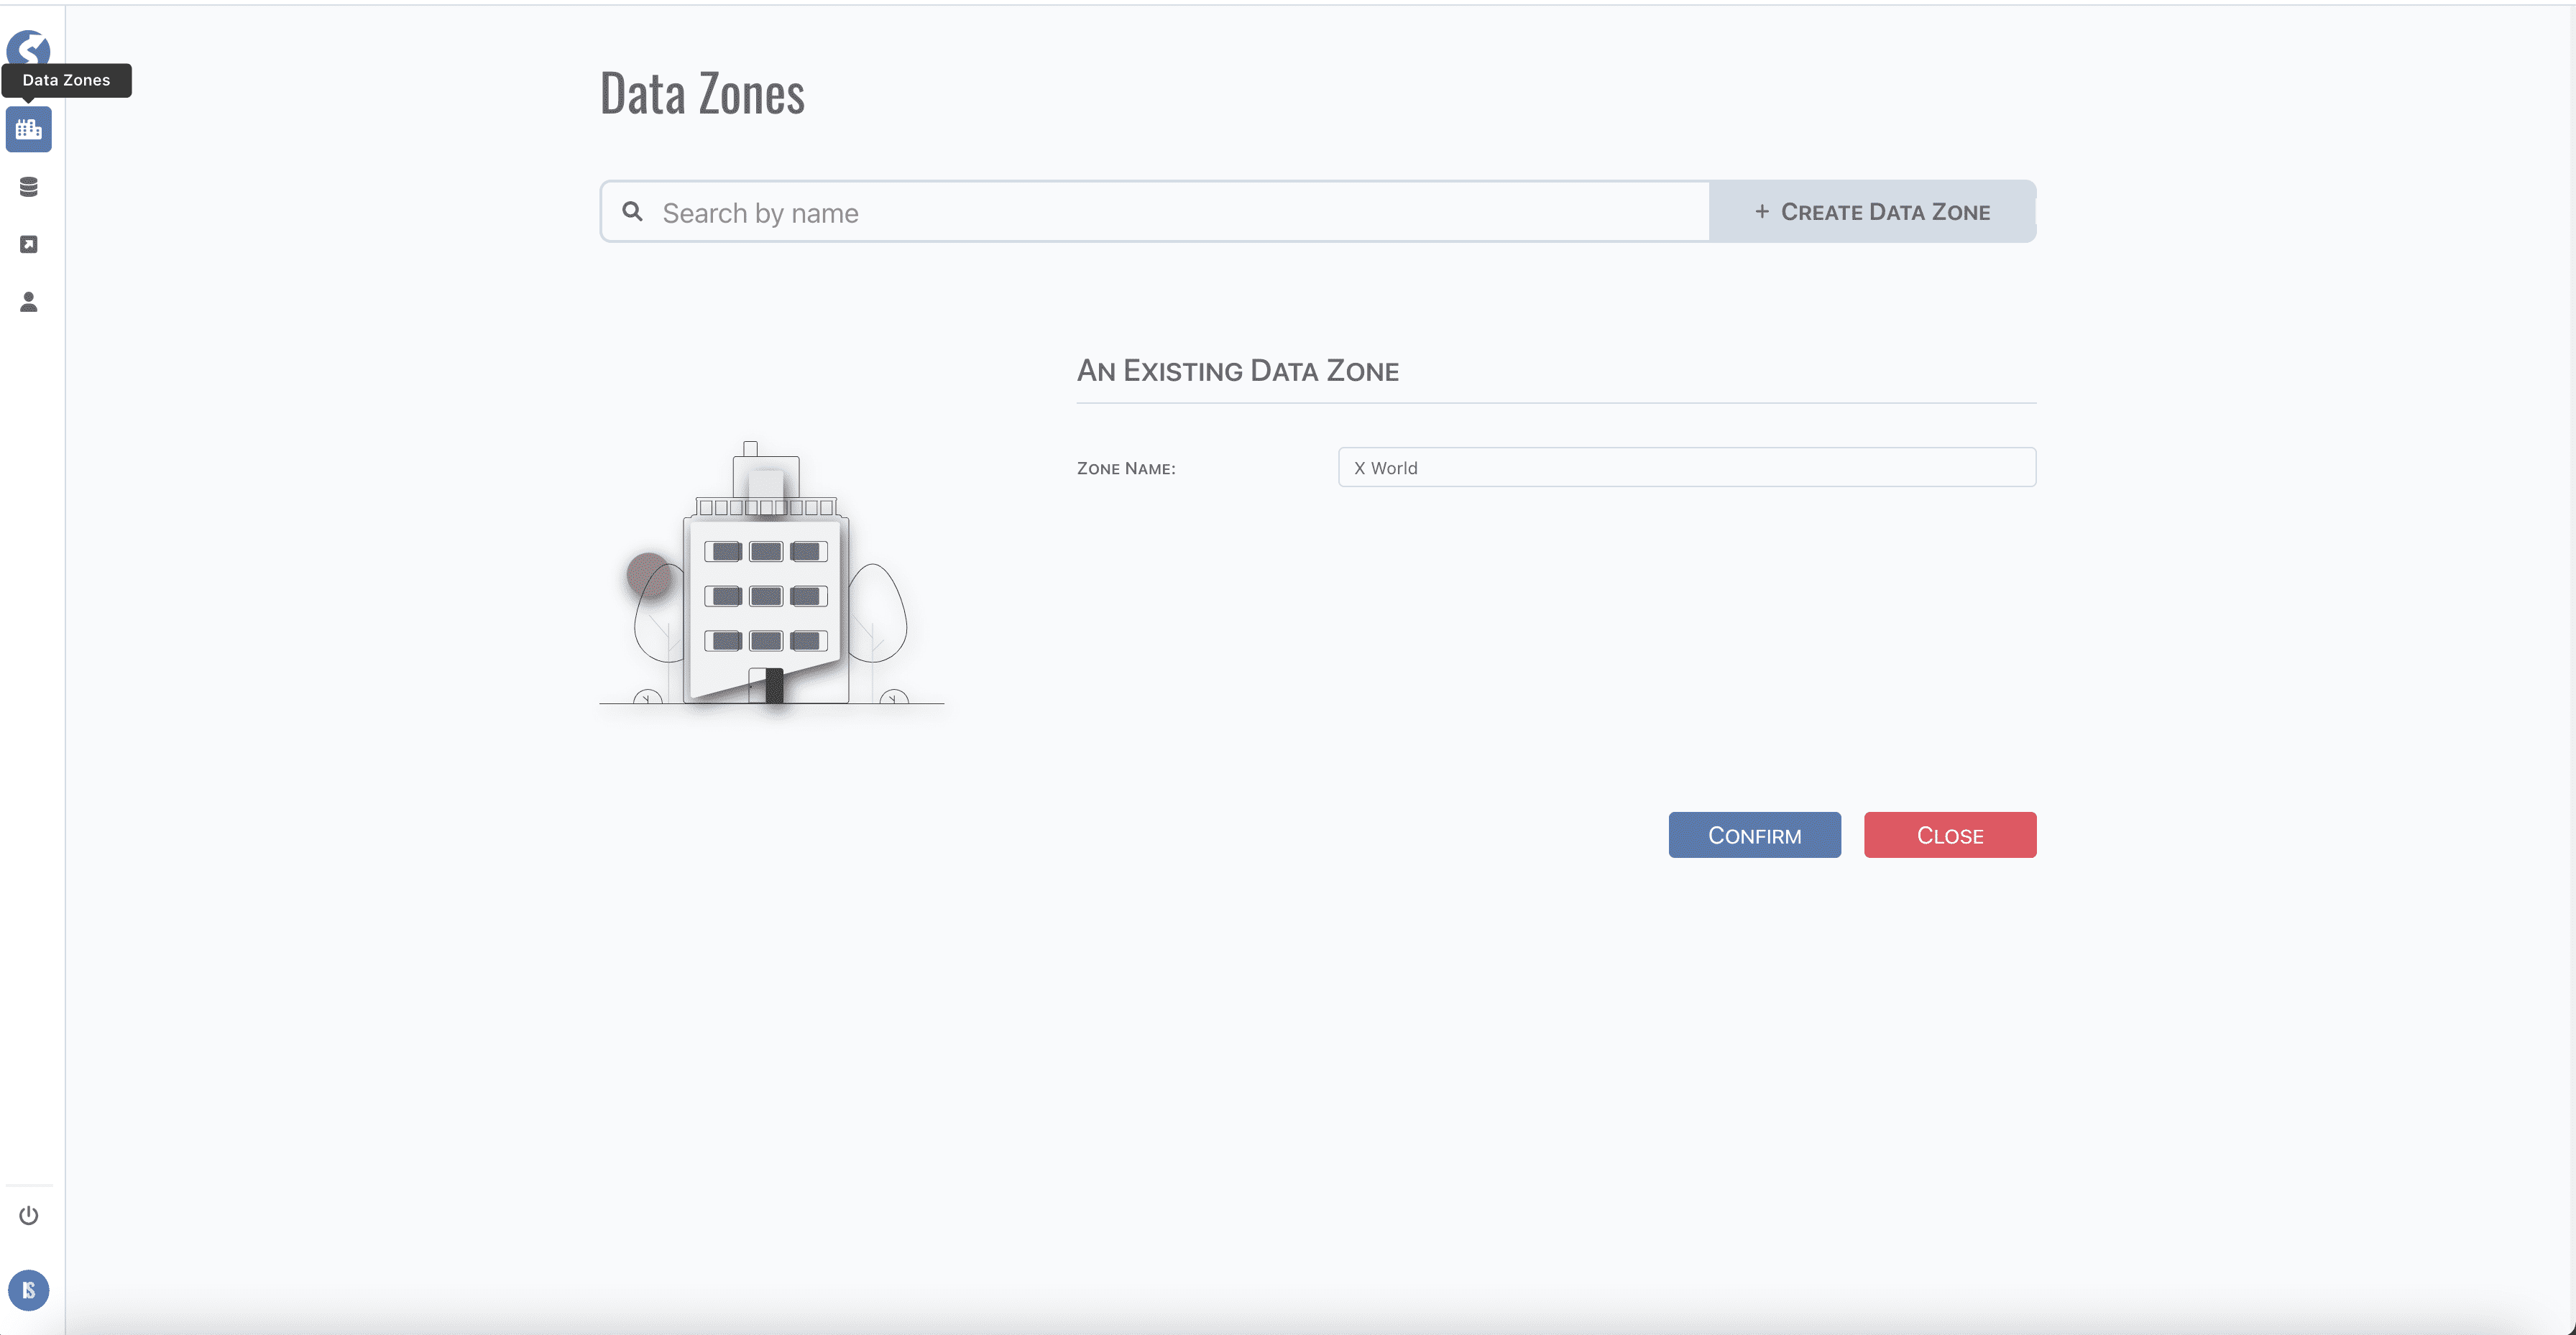 Data Zones
Data Zones
Search by name
+ Create Data Zone
An Existing Data Zone
Zone Name:
X World
Confirm
Close
IS